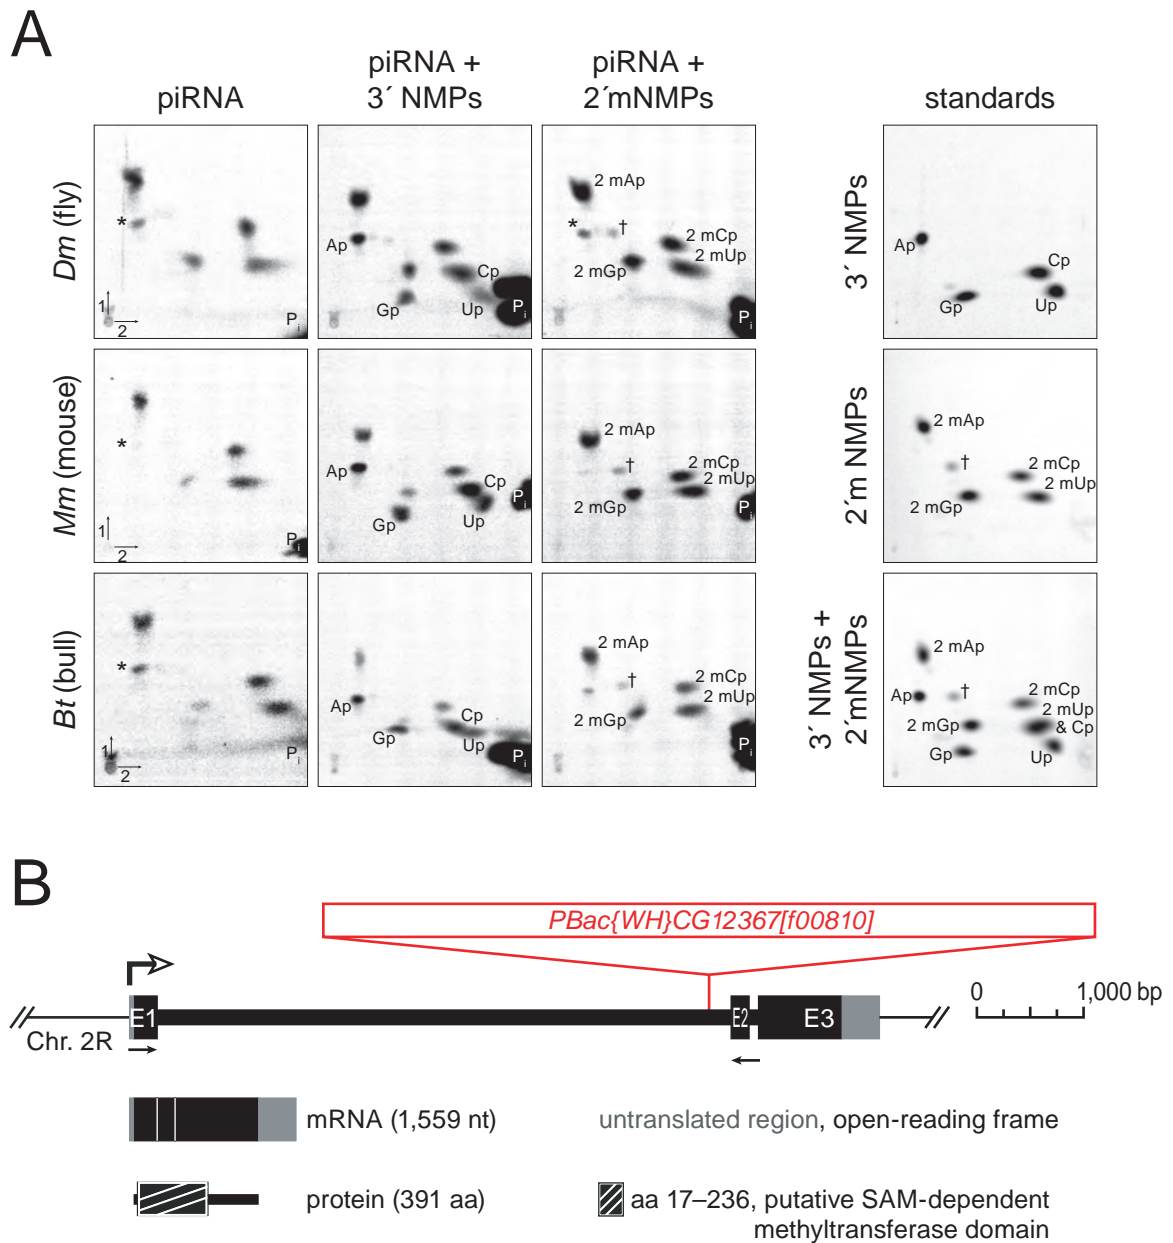 A
piRNA
piRNA +
3´ NMPs
piRNA +
2´mNMPs
standards
Dm (fly)
*
1
2
Pi
Ap
Gp
Cp
Up
Pi
2 mAp
*
†
2 mCp
2 mUp
2 mGp
Pi
3´ NMPs
Ap
Cp
Gp
Up
Mm (mouse)
*
1
2
Pi
Ap
Gp
Cp
Up
Pi
2 mAp
†
2 mCp
2 mUp
2 mGp
Pi
2´m NMPs
2 mAp
†
2 mCp
2 mUp
2 mGp
Bt (bull)
*
1
2
Pi
Ap
Gp
Cp
Up
Pi
2 mAp
†
2 mCp
2 mUp
2 mGp
Pi
3´ NMPs +
2´mNMPs
2 mAp
Ap
†
2 mCp
2 mUp
& Cp
2 mGp
Gp
Up
B
PBac{WH}CG12367[f00810]
E1
E2
E3
Chr. 2R
0
1,000 bp
mRNA (1,559 nt)
untranslated region, open-reading frame
protein (391 aa)
aa 17–236, putative SAM-dependent
methyltransferase domain